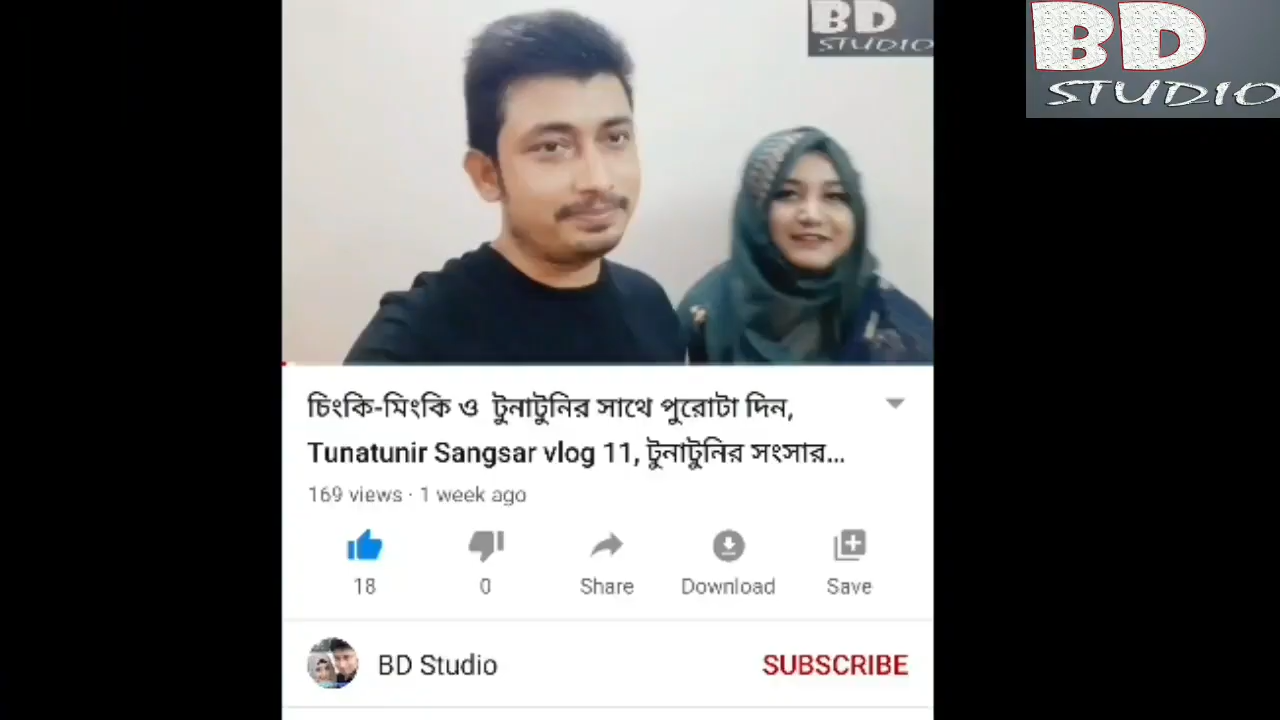 BD
STUDIO
BD
STUDIO
চিংকি-মিংকি ও টুনাটুনির সাথে পুরোটা দিন,
Tunatunir Sangsar vlog 11, টুনাটুনির সংসার...
169 views · 1 week ago
18
0
Share
Download
Save
BD Studio
SUBSCRIBE